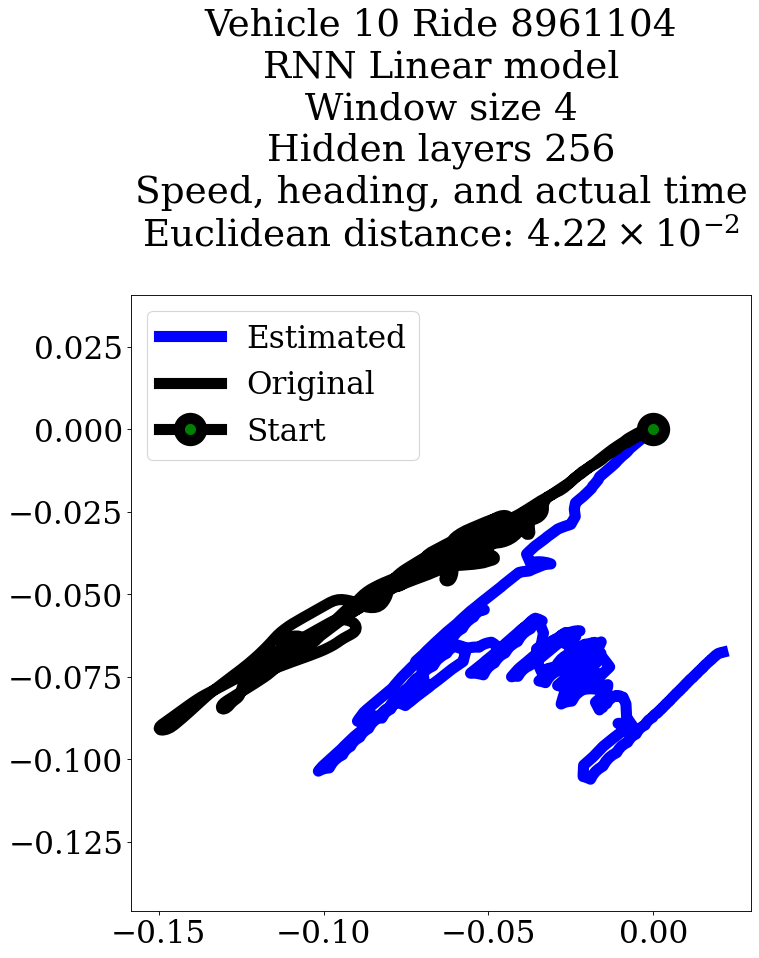 Vehicle 10 Ride 8961104
RNN Linear model
Window size 4
Hidden layers 256
Speed, heading, and actual time
Euclidean distance: 4.22 × 10⁻²
Estimated
Original
Start
0.025
0.000
−0.025
−0.050
−0.075
−0.100
−0.125
−0.15
−0.10
−0.05
0.00